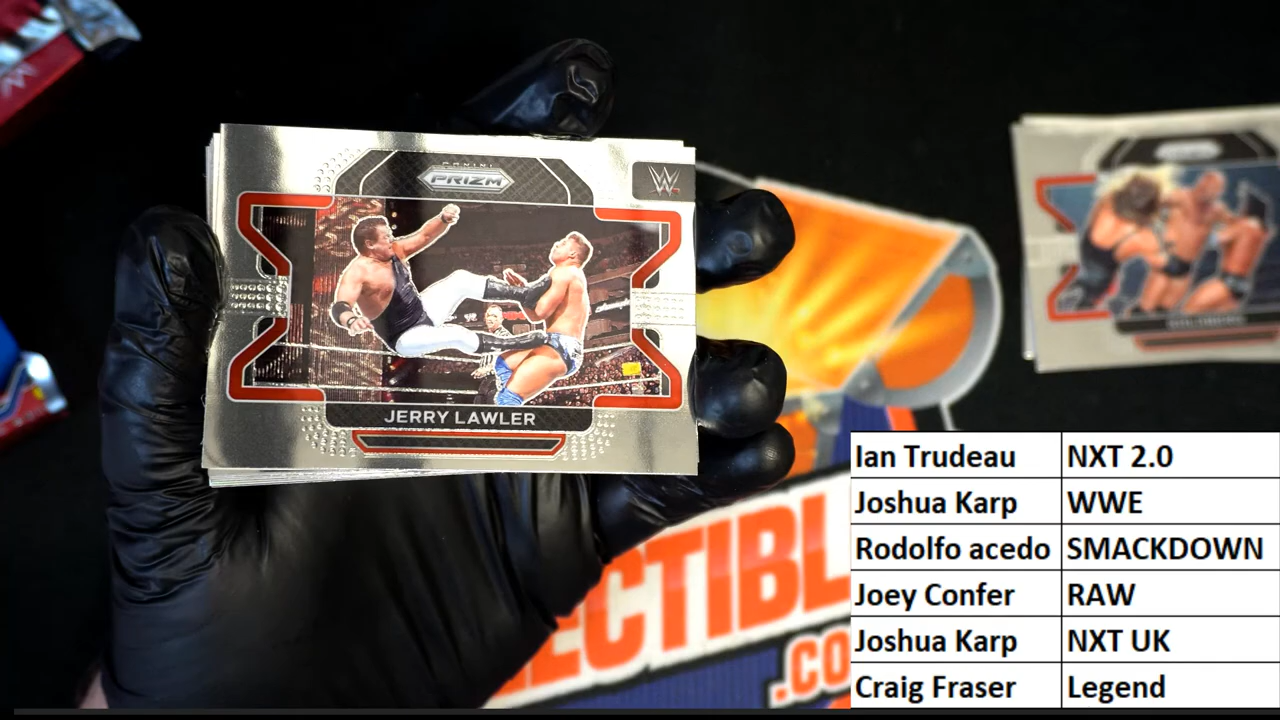 PANINI
PRIZM
W
JERRY LAWLER
ECTIBL
.CO
Ian Trudeau NXT 2.0
Joshua Karp WWE
Rodolfo acedo SMACKDOWN
Joey Confer RAW
Joshua Karp NXT UK
Craig Fraser Legend